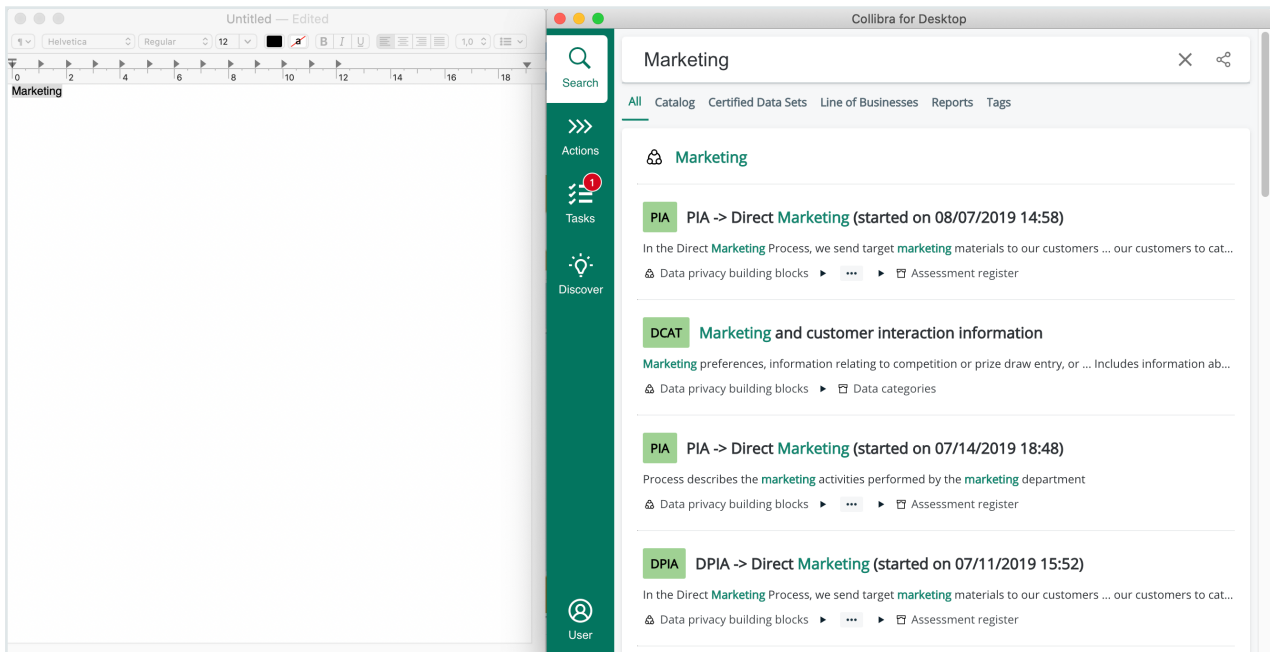 Untitled — Edited
¶ Helvetica Regular 12 a B I U 1,0
0 2 4 6 8 10 12 14 16 18
Marketing
Collibra for Desktop
Search
Actions
1
Tasks
Discover
User
Marketing
All Catalog Certified Data Sets Line of Businesses Reports Tags
Marketing
PIA PIA -> Direct Marketing (started on 08/07/2019 14:58)
In the Direct Marketing Process, we send target marketing materials to our customers ... our customers to cat...
Data privacy building blocks ▶ ••• ▶ Assessment register
DCAT Marketing and customer interaction information
Marketing preferences, information relating to competition or prize draw entry, or ... Includes information ab...
Data privacy building blocks ▶ Data categories
PIA PIA -> Direct Marketing (started on 07/14/2019 18:48)
Process describes the marketing activities performed by the marketing department
Data privacy building blocks ▶ ••• ▶ Assessment register
DPIA DPIA -> Direct Marketing (started on 07/11/2019 15:52)
In the Direct Marketing Process, we send target marketing materials to our customers ... our customers to cat...
Data privacy building blocks ▶ ••• ▶ Assessment register